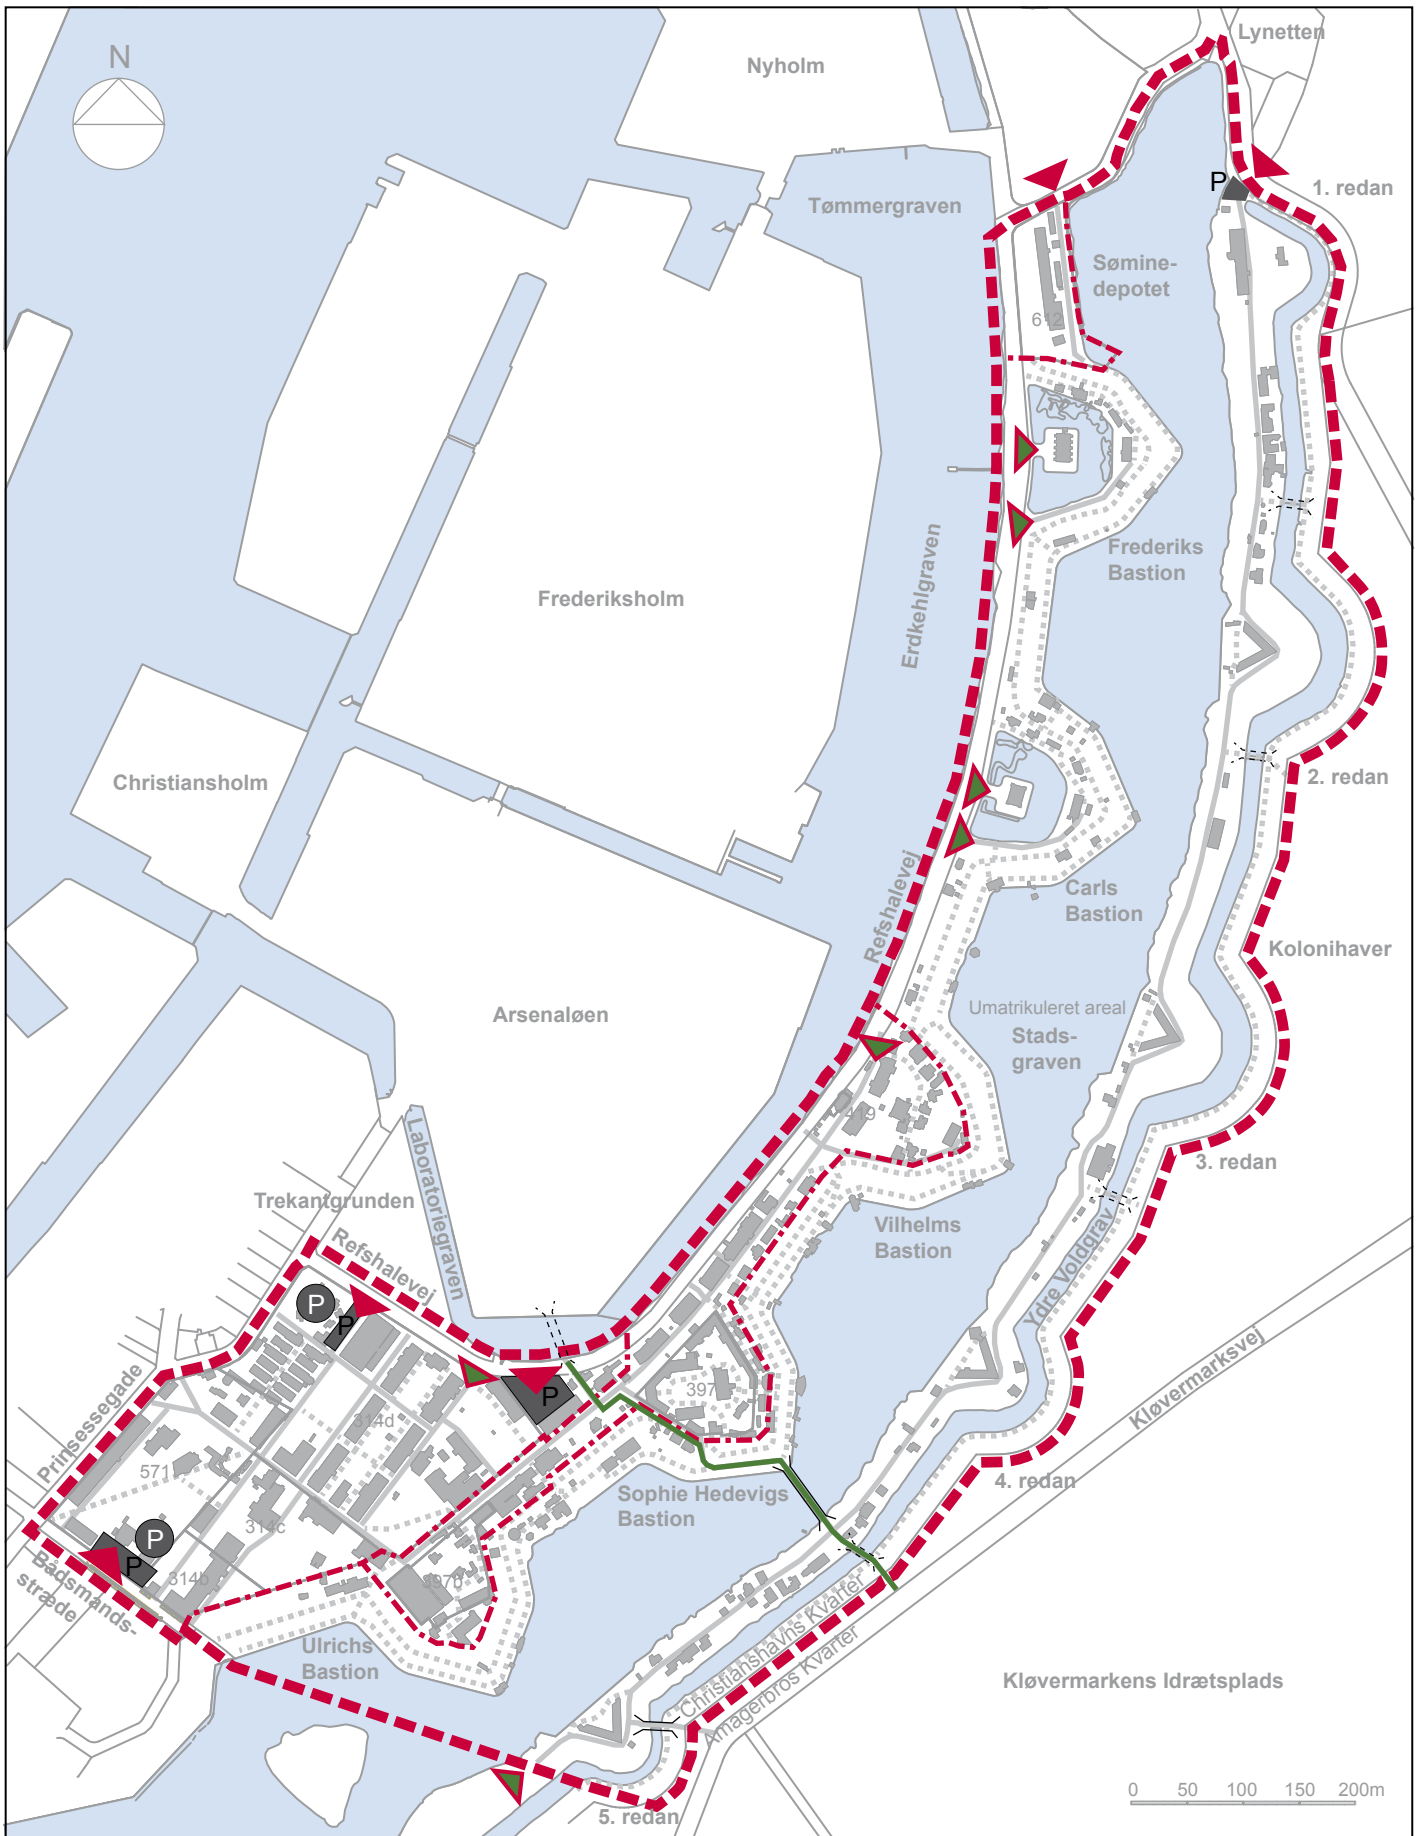 Lynetten
N
Nyholm
P
1. redan
Tømmergraven
Sømine-
depotet
612
Frederiks
Bastion
Erdkehlgraven
Frederiksholm
Christiansholm
2. redan
Refshalevej
Carls
Bastion
Kolonihaver
Umatrikuleret areal
Stads-
graven
Arsenaløen
419
Laboratoriegraven
3. redan
Trekantgrunden
Refshalevej
Vilhelms
Bastion
Ydre Voldgrav
P
P
Kløvermarksvej
Prinsessegade
397
P
314d
571
4. redan
Sophie Hedevigs
Bastion
314c
P
P
314b
397b
Bådsmands-
stræde
Christianshavns Kvarter
Amagerbros Kvarter
Ulrichs
Bastion
Kløvermarkens Idrætsplads
0 50 100 150 200m
5. redan